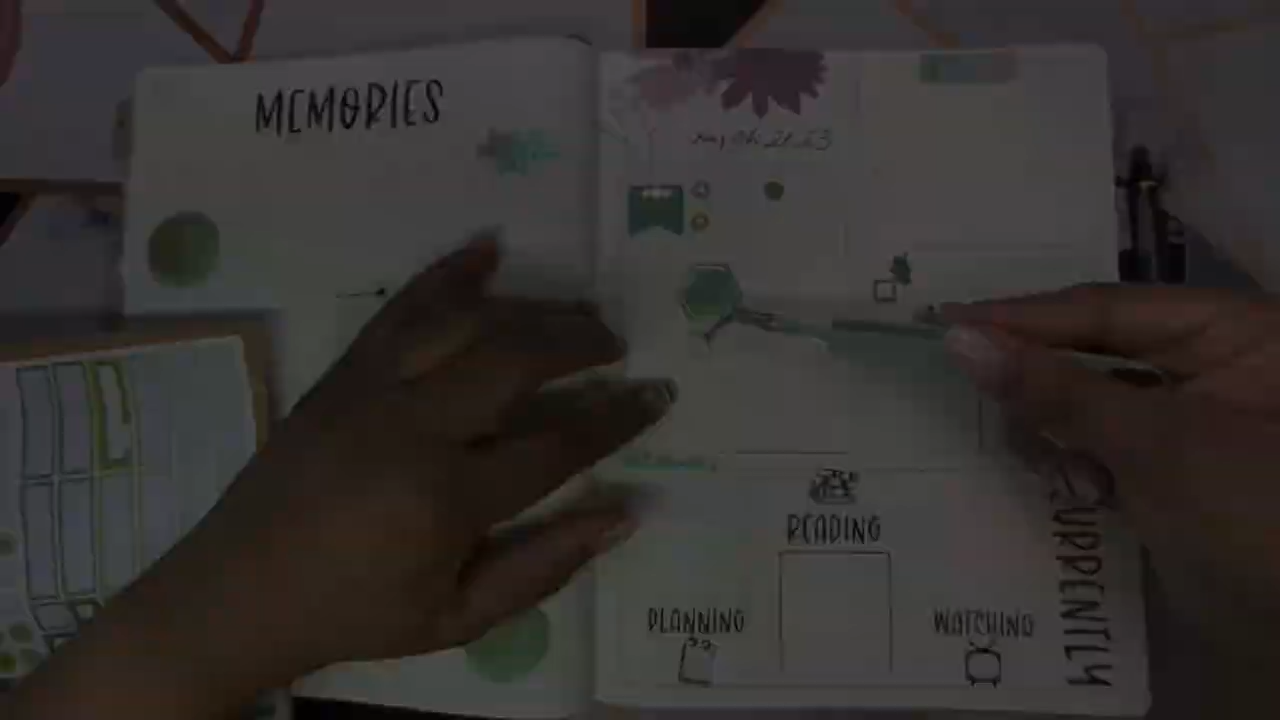 MEMORIES
READING
PLANNING
WATCHING
CURRENTLY